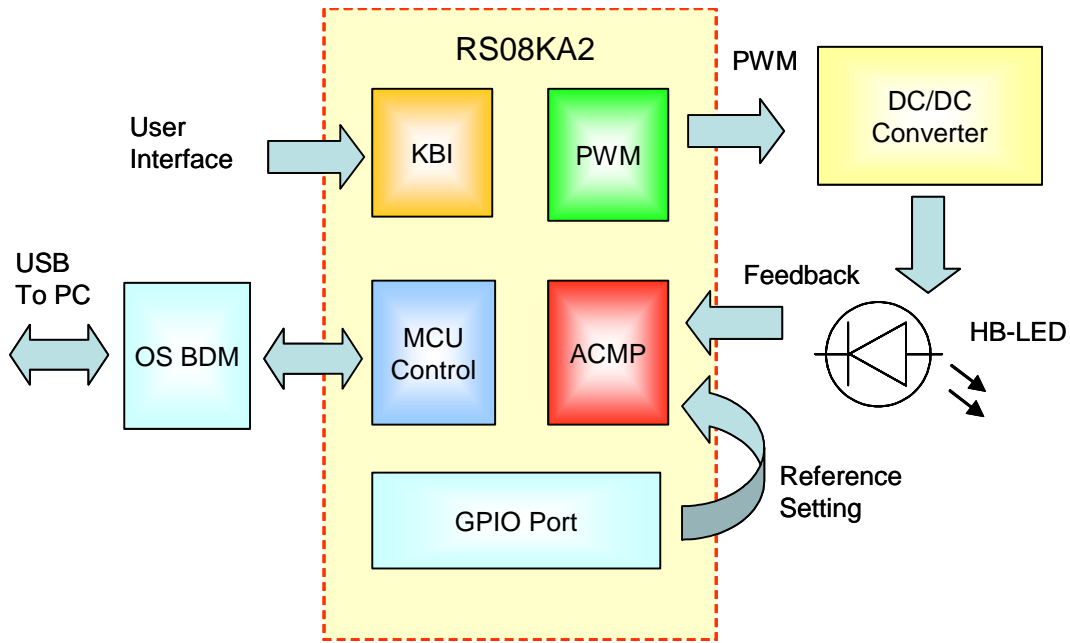 RS08KA2
PWM
DC/DC
Converter
User
Interface
KBI
PWM
USB
To PC
Feedback
OS BDM
MCU
Control
ACMP
HB-LED
Reference
Setting
GPIO Port